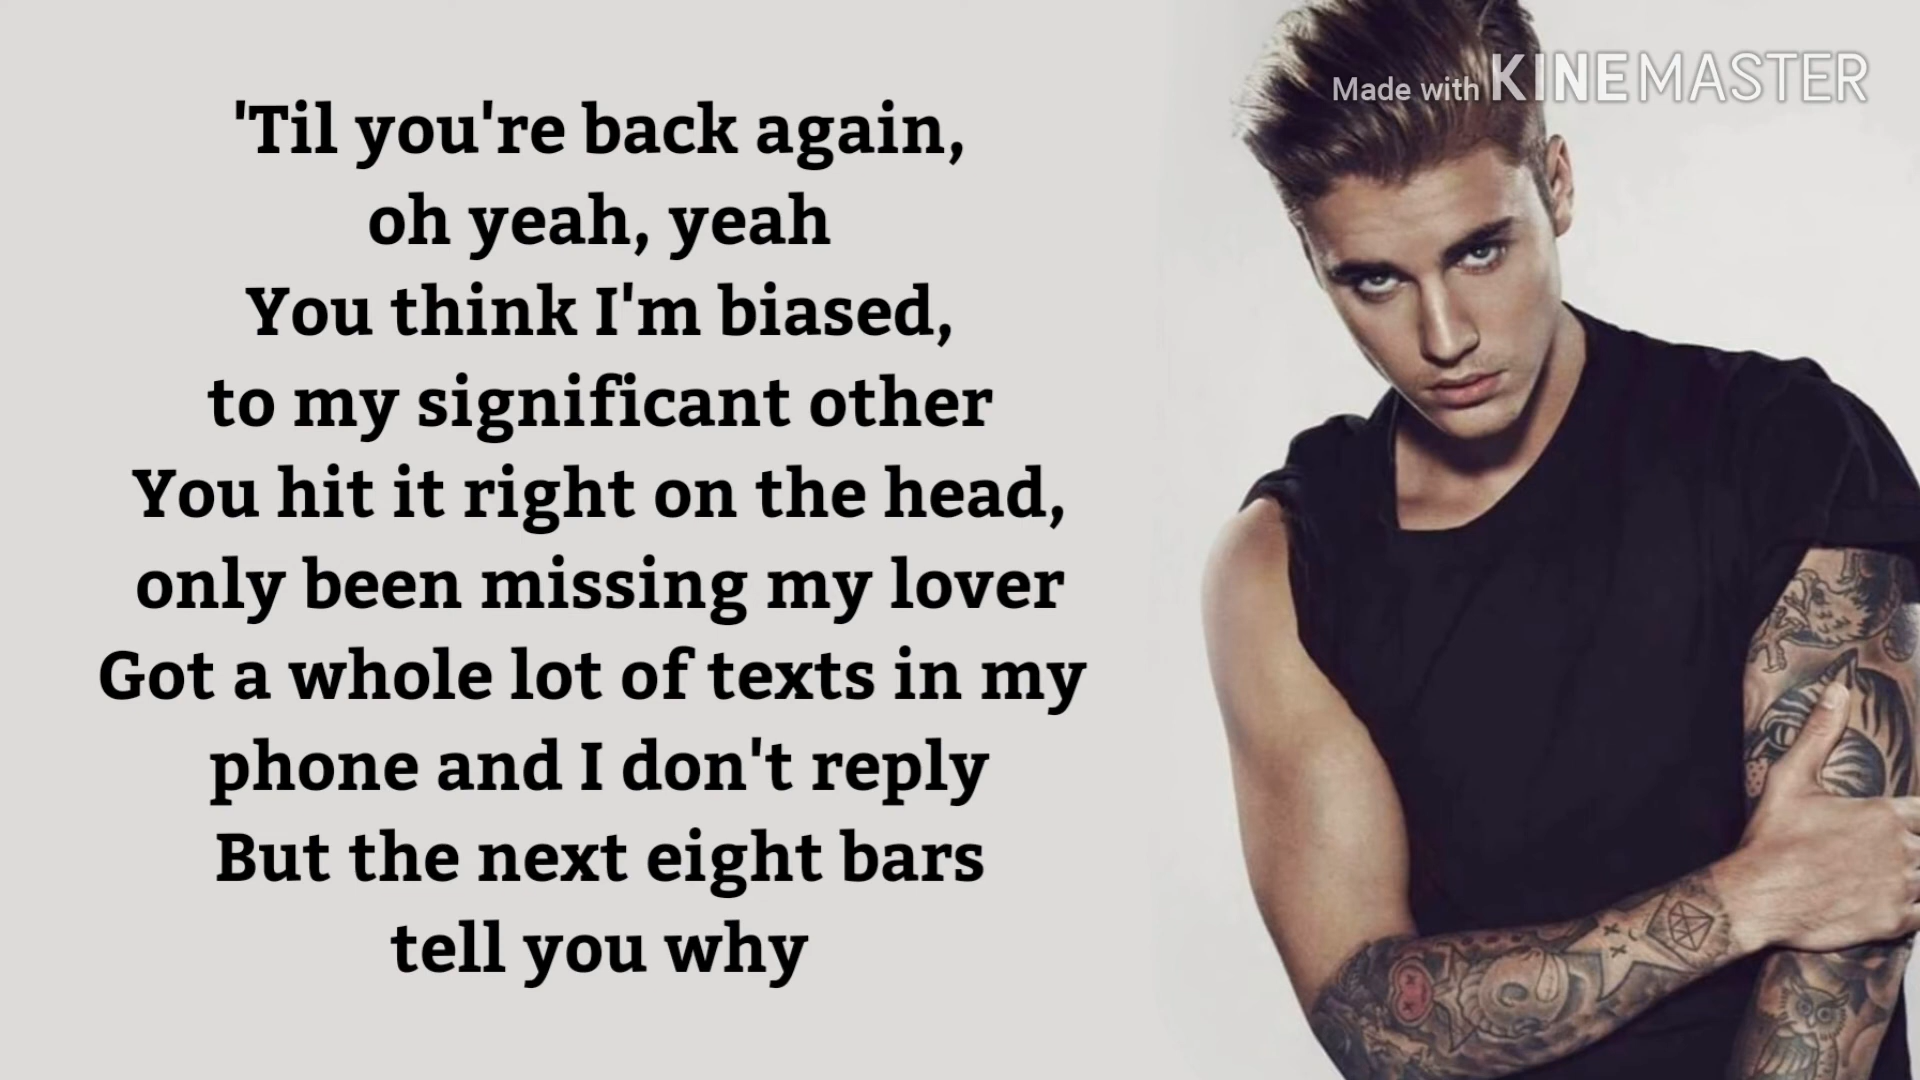 Made with KINEMASTER
'Til you're back again,
oh yeah, yeah
You think I'm biased,
to my significant other
You hit it right on the head,
only been missing my lover
Got a whole lot of texts in my
phone and I don't reply
But the next eight bars
tell you why